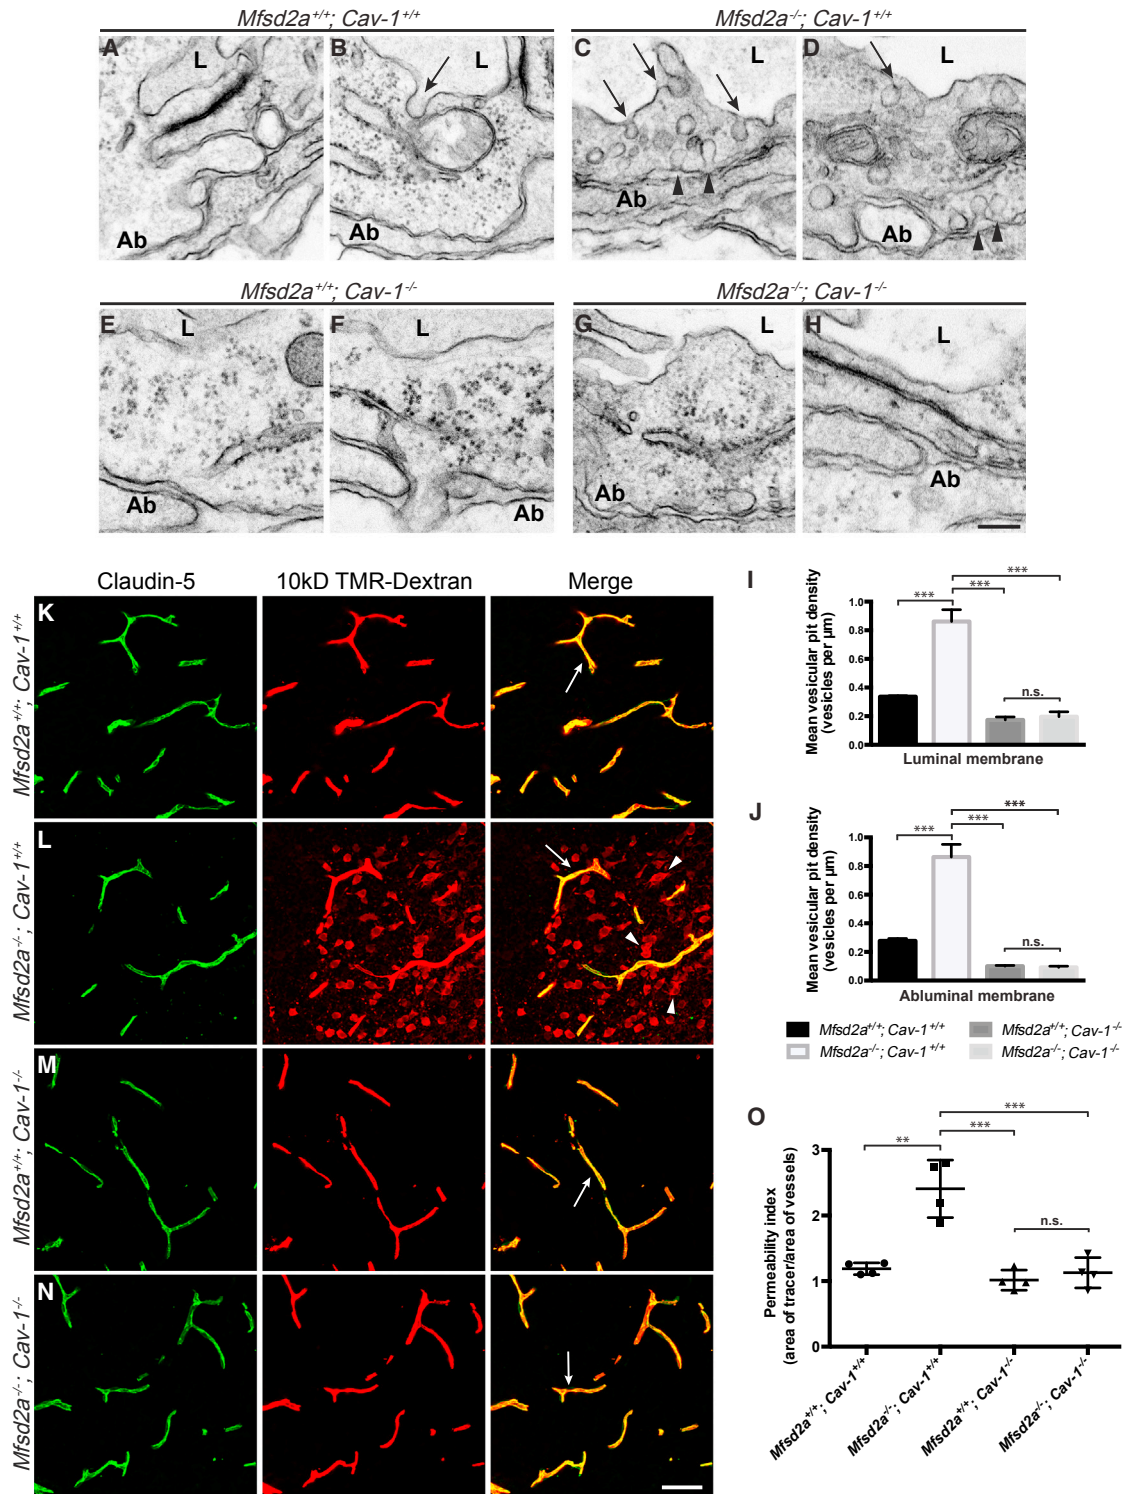 Mfsd2a+/+; Cav-1+/+
Mfsd2a-/-; Cav-1+/+
A
L
Ab
B
L
Ab
C
L
Ab
D
L
Ab
Mfsd2a+/+; Cav-1-/-
Mfsd2a-/-; Cav-1-/-
E
L
Ab
F
L
Ab
G
L
Ab
H
L
Ab
Claudin-5
10kD TMR-Dextran
Merge
K
Mfsd2a+/+; Cav-1+/+
L
Mfsd2a-/-; Cav-1+/+
M
Mfsd2a+/+; Cav-1-/-
N
Mfsd2a-/-; Cav-1-/-
I
Mean vesicular pit density
(vesicles per µm)
1.0
0.8
0.6
0.4
0.2
0.0
***
***
***
n.s.
Luminal membrane
J
Mean vesicular pit density
(vesicles per µm)
1.0
0.8
0.6
0.4
0.2
0.0
***
***
***
n.s.
Abluminal membrane
Mfsd2a+/+; Cav-1+/+
Mfsd2a+/+; Cav-1-/-
Mfsd2a-/-; Cav-1+/+
Mfsd2a-/-; Cav-1-/-
O
Permeability index
(area of tracer/area of vessels)
3
2
1
0
**
***
***
n.s.
Mfsd2a+/+; Cav-1+/+
Mfsd2a-/-; Cav-1+/+
Mfsd2a+/+; Cav-1-/-
Mfsd2a-/-; Cav-1-/-